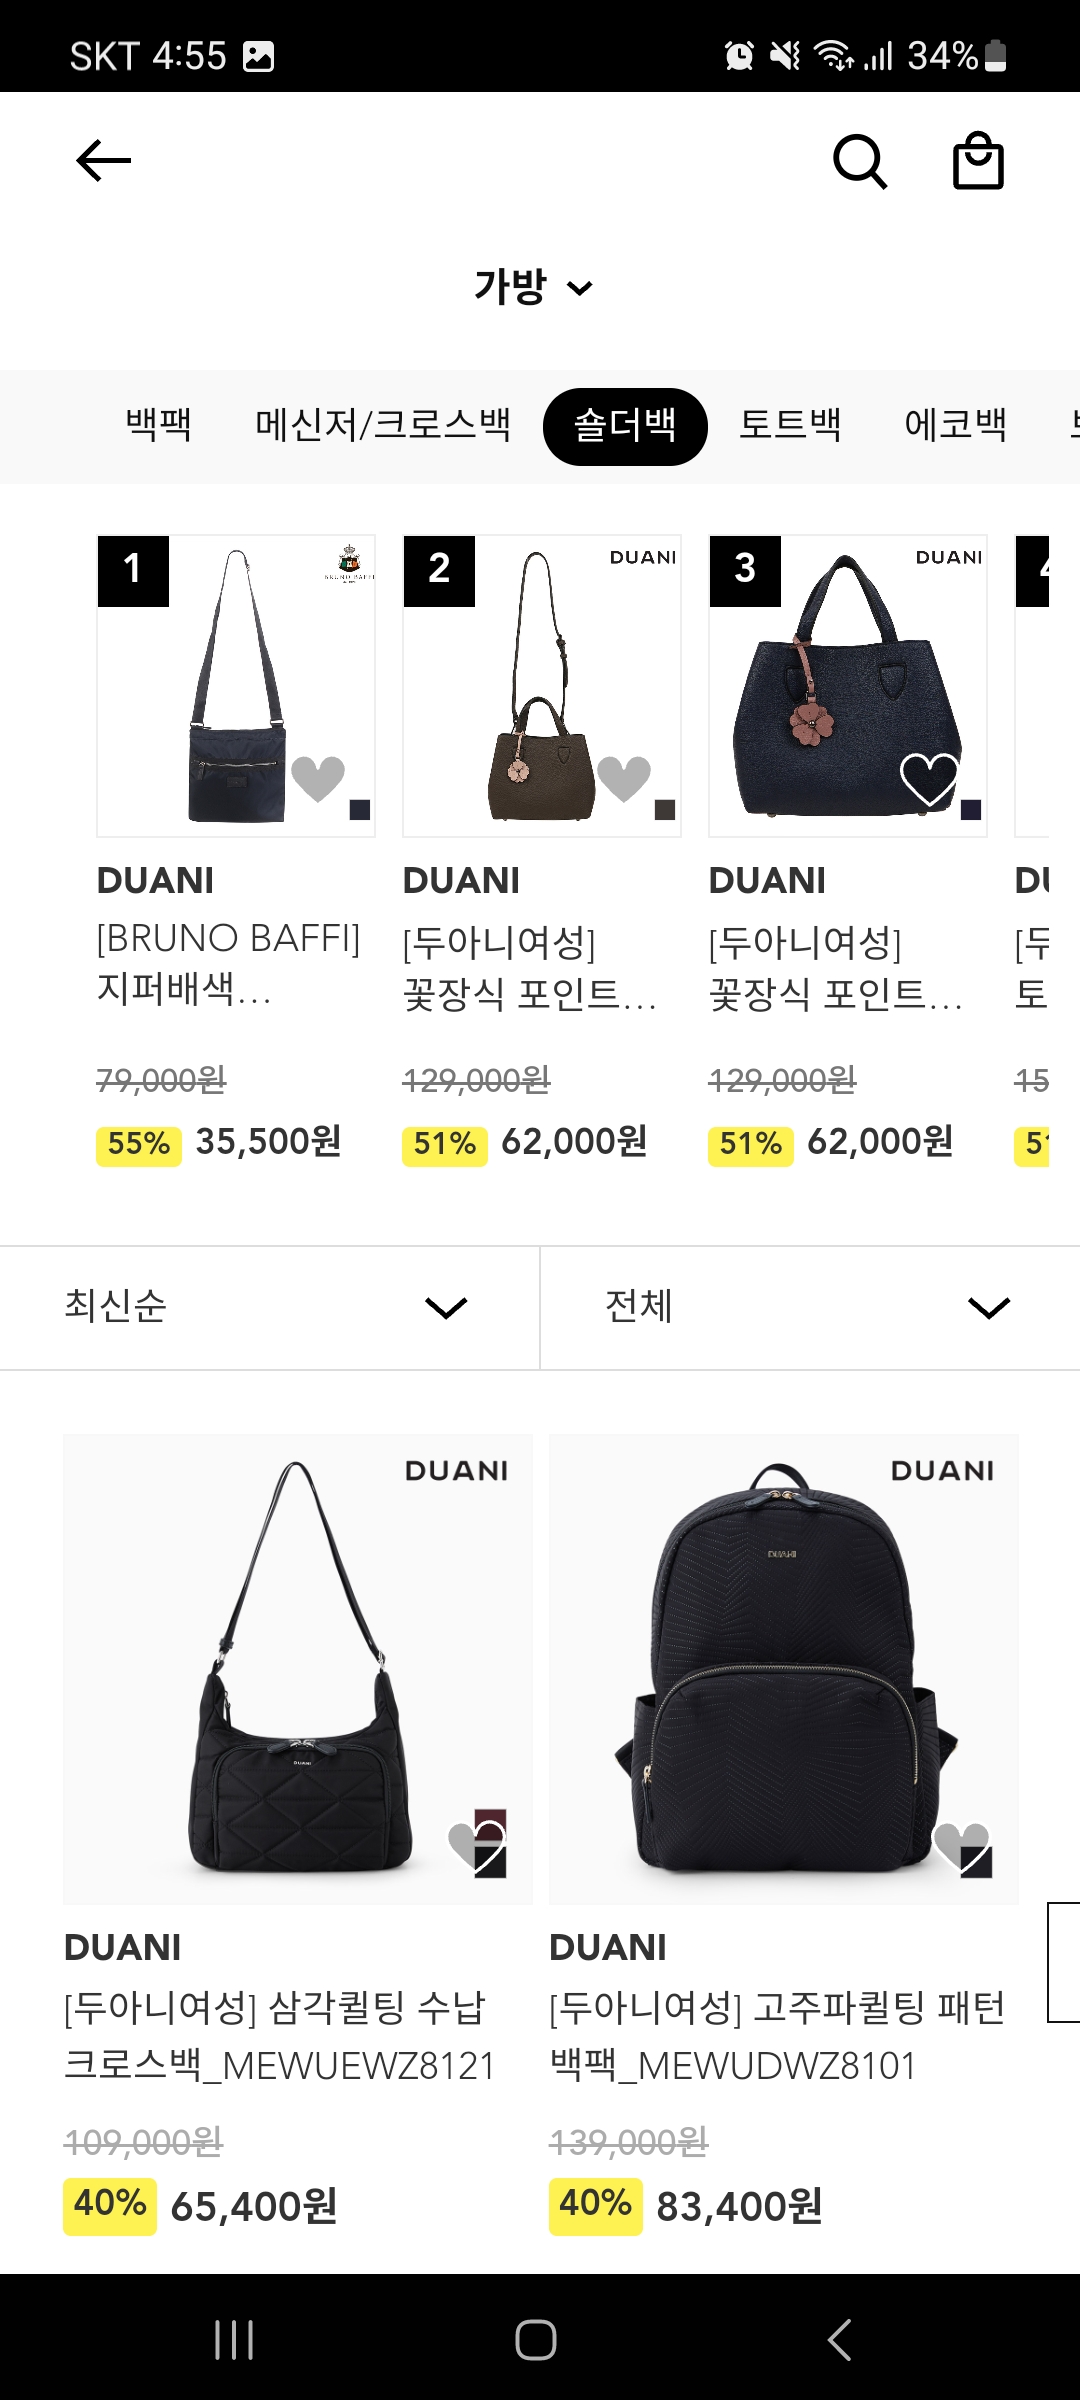 SKT 4:55 34%
가방
백팩 메신저/크로스백 숄더백 토트백 에코백
1 BRUNO BAFFI 2 DUANI 3 DUANI
DUANI DUANI DUANI
[BRUNO BAFFI] [두아니여성] [두아니여성]
지퍼배색... 꽃장식 포인트... 꽃장식 포인트... 토
79,000원 129,000원 129,000원 15
55% 35,500원 51% 62,000원 51% 62,000원
최신순 전체
DUANI DUANI
DUANI
DUANI
DUANI DUANI
[두아니여성] 삼각퀼팅 수납 [두아니여성] 고주파퀼팅 패턴
크로스백_MEWUEWZ8121 백팩_MEWUDWZ8101
109,000원 139,000원
40% 65,400원 40% 83,400원